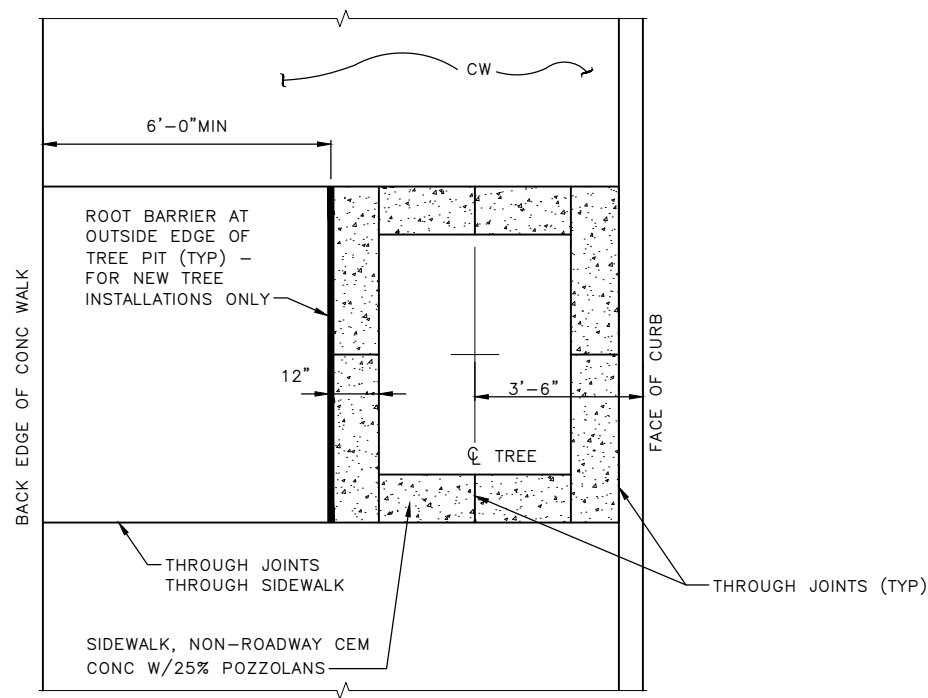 CW
6'-0"MIN
ROOT BARRIER AT
OUTSIDE EDGE OF
TREE PIT (TYP) –
FOR NEW TREE
INSTALLATIONS ONLY
BACK EDGE OF CONC WALK
12"
3'-6"
FACE OF CURB
℄ TREE
THROUGH JOINTS
THROUGH SIDEWALK
THROUGH JOINTS (TYP)
SIDEWALK, NON-ROADWAY CEM
CONC W/25% POZZOLANS